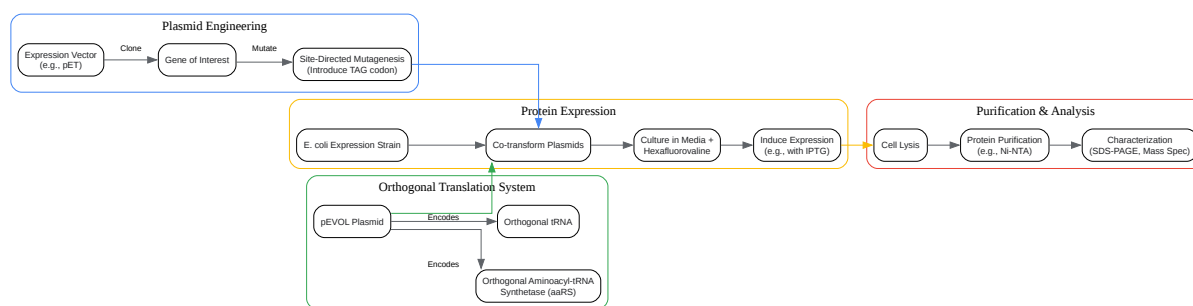 Plasmid Engineering
Expression Vector
(e.g., pET)
Clone
Gene of Interest
Mutate
Site-Directed Mutagenesis
(Introduce TAG codon)
Protein Expression
E. coli Expression Strain
Co-transform Plasmids
Culture in Media +
Hexafluorovaline
Induce Expression
(e.g., with IPTG)
Purification & Analysis
Cell Lysis
Protein Purification
(e.g., Ni-NTA)
Characterization
(SDS-PAGE, Mass Spec)
Orthogonal Translation System
pEVOL Plasmid
Encodes
Orthogonal tRNA
Encodes
Orthogonal Aminoacyl-tRNA
Synthetase (aaRS)